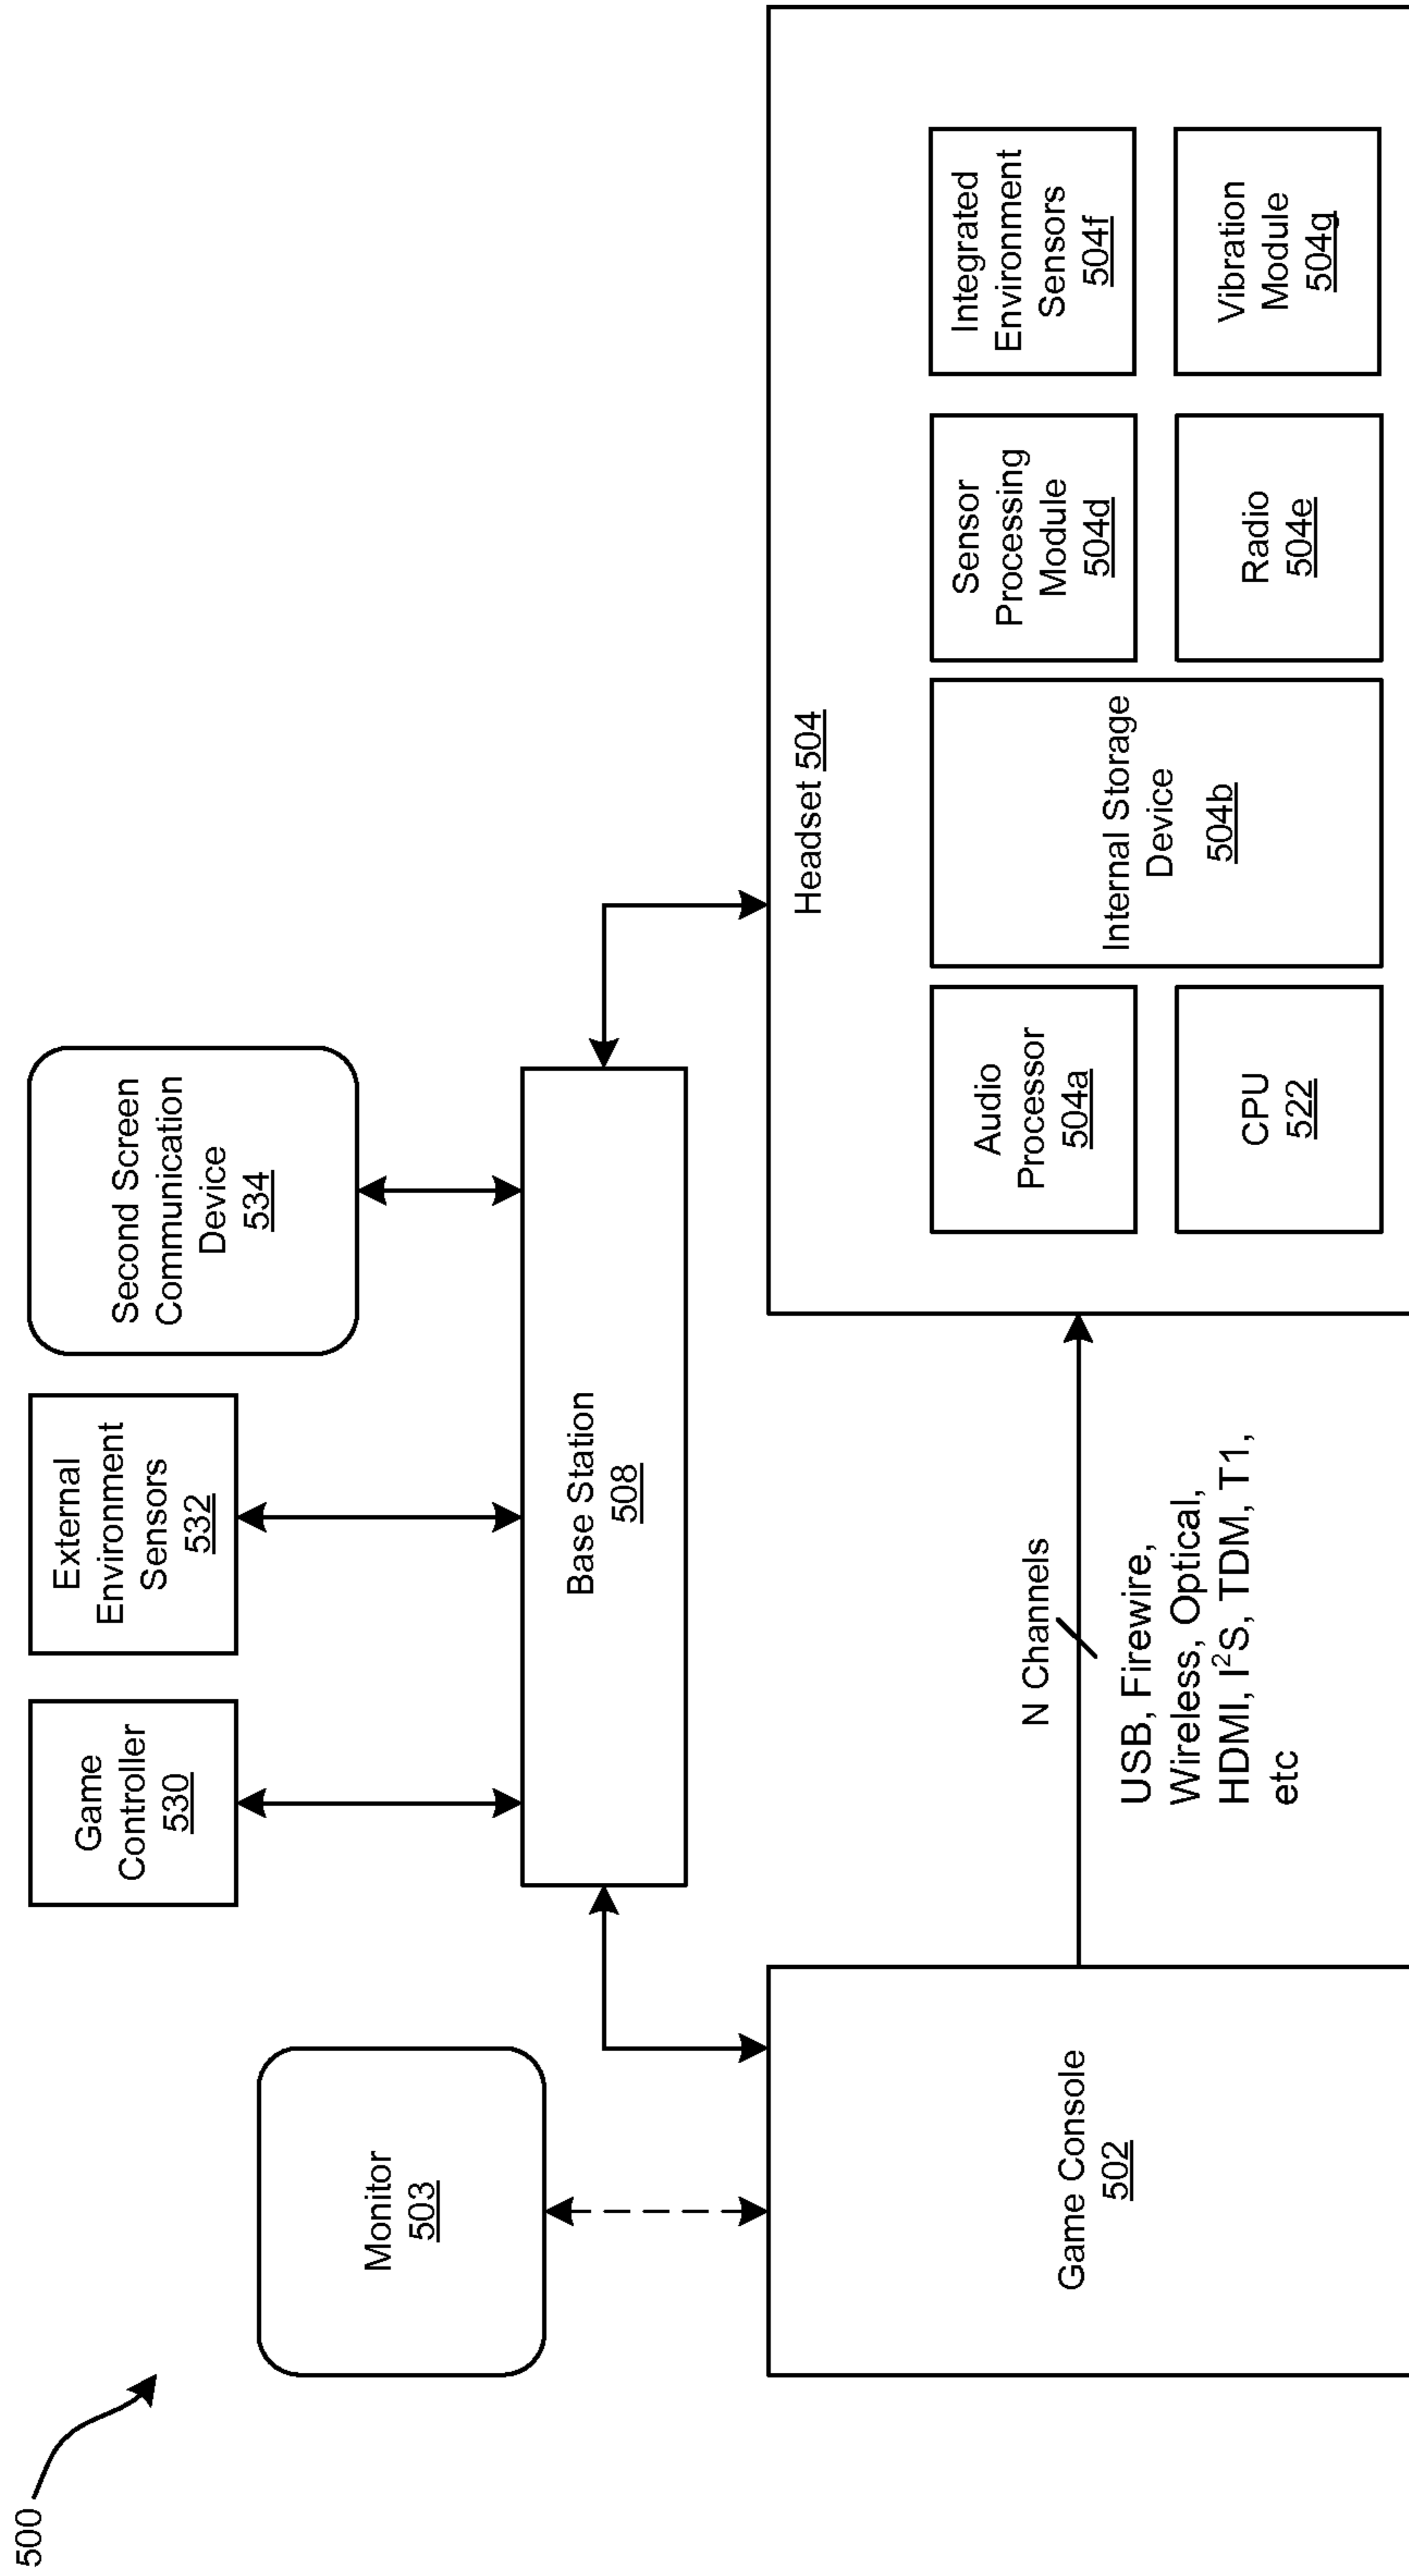 500
Monitor
503
Game
Controller
530
External
Environment
Sensors
532
Second Screen
Communication
Device
534
Base Station
508
Game Console
502
N Channels
USB, Firewire,
Wireless, Optical,
HDMI, I²S, TDM, T1,
etc
Headset 504
Audio
Processor
504a
CPU
522
Internal Storage
Device
504b
Sensor
Processing
Module
504d
Radio
504e
Integrated
Environment
Sensors
504f
Vibration
Module
504g